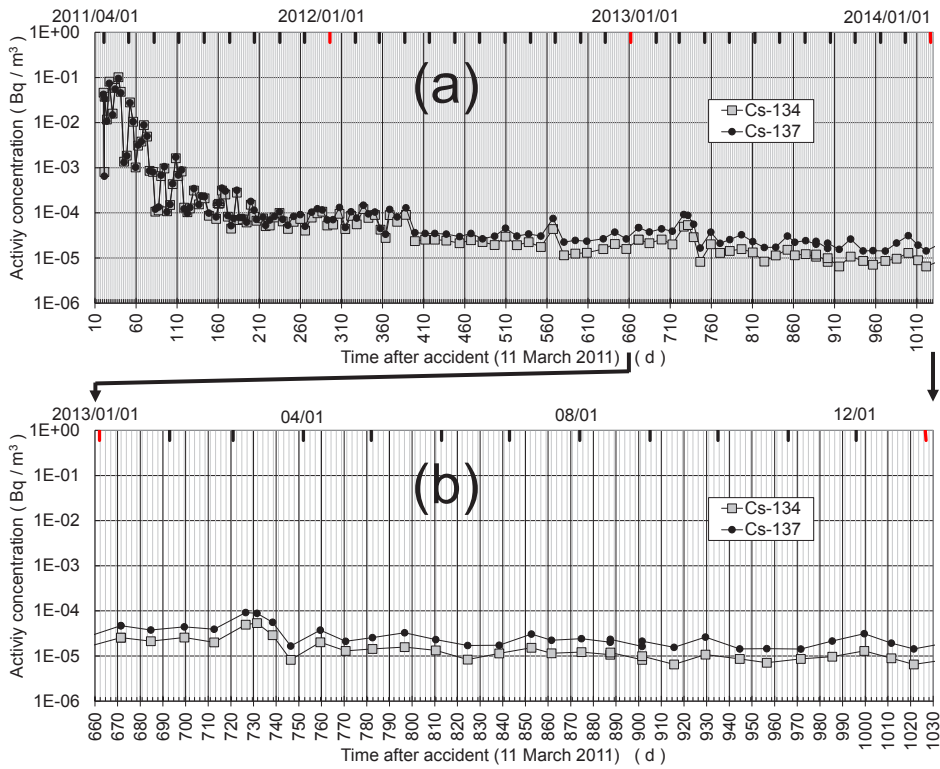 2011/04/01 2012/01/01 2013/01/01 2014/01/01
1E+00
1E-01
1E-02
1E-03
1E-04
1E-05
1E-06
Activiy concentration ( Bq / m³ )
(a)
Cs-134
Cs-137
10 60 110 160 210 260 310 360 410 460 510 560 610 660 710 760 810 860 910 960 1010
Time after accident (11 March 2011) ( d )
2013/01/01 04/01 08/01 12/01
1E+00
1E-01
1E-02
1E-03
1E-04
1E-05
1E-06
Activity concentration ( Bq / m³ )
(b)
Cs-134
Cs-137
660 670 680 690 700 710 720 730 740 750 760 770 780 790 800 810 820 830 840 850 860 870 880 890 900 910 920 930 940 950 960 970 980 990 1000 1010 1020 1030
Time after accident (11 March 2011) ( d )